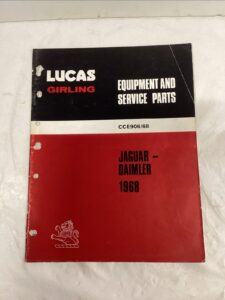 LUCAS
GIRLING
EQUIPMENT AND
SERVICE PARTS
CCE906/68
JAGUAR -
DAIMLER
1968